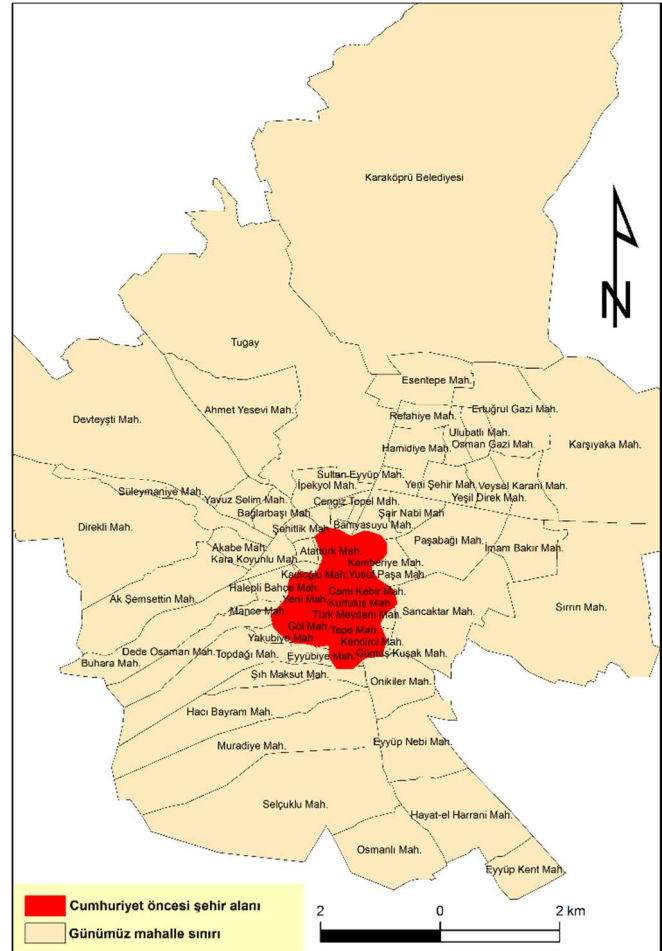 Karaköprü Belediyesi
N
Tugay
Esentepe Mah.
Ahmet Yesevi Mah.
Refahiye Mah.
Ertuğrul Gazi Mah.
Devteyşti Mah.
Ulubatlı Mah.
Hamidiye Mah.
Osman Gazi Mah.
Karşıyaka Mah.
Sultan Eyyüp Mah.
İpekyol Mah.
Yeni Şehir Mah.
Veysel Karani Mah.
Süleymaniye Mah.
Yavuz Selim Mah.
Cengiz Topel Mah.
Yeşil Direk Mah.
Bağlarbaşı Mah.
Şair Nabi Mah.
Direkli Mah.
Şehitlik Mah.
Bamyasuyu Mah.
Paşabağı Mah.
Akabe Mah.
Atatürk Mah.
İmam Bakır Mah.
Kara Koyunlu Mah.
Kamberiye Mah.
Kadıoğlu Mah.
Yusuf Paşa Mah.
Halepli Bahçe Mah.
Camı Kebir Mah.
Ak Şemsettin Mah.
Yeni Mah.
Kurtuluş Mah.
Sırrın Mah.
Mance Mah.
Türk Meydanı Mah.
Sancaktar Mah.
Göl Mah.
Tepe Mah.
Yakubiye Mah.
Kendirci Mah.
Dede Osaman Mah.
Topdağı Mah.
Eyyübiye Mah.
Gümüş Kuşak Mah.
Buhara Mah.
Şıh Maksut Mah.
Onikiler Mah.
Hacı Bayram Mah.
Muradiye Mah.
Eyyüp Nebi Mah.
Selçuklu Mah.
Hayat-el Harrani Mah.
Osmanlı Mah.
Eyyüp Kent Mah.
Cumhuriyet öncesi şehir alanı
Günümüz mahalle sınırı
2 0 2 km